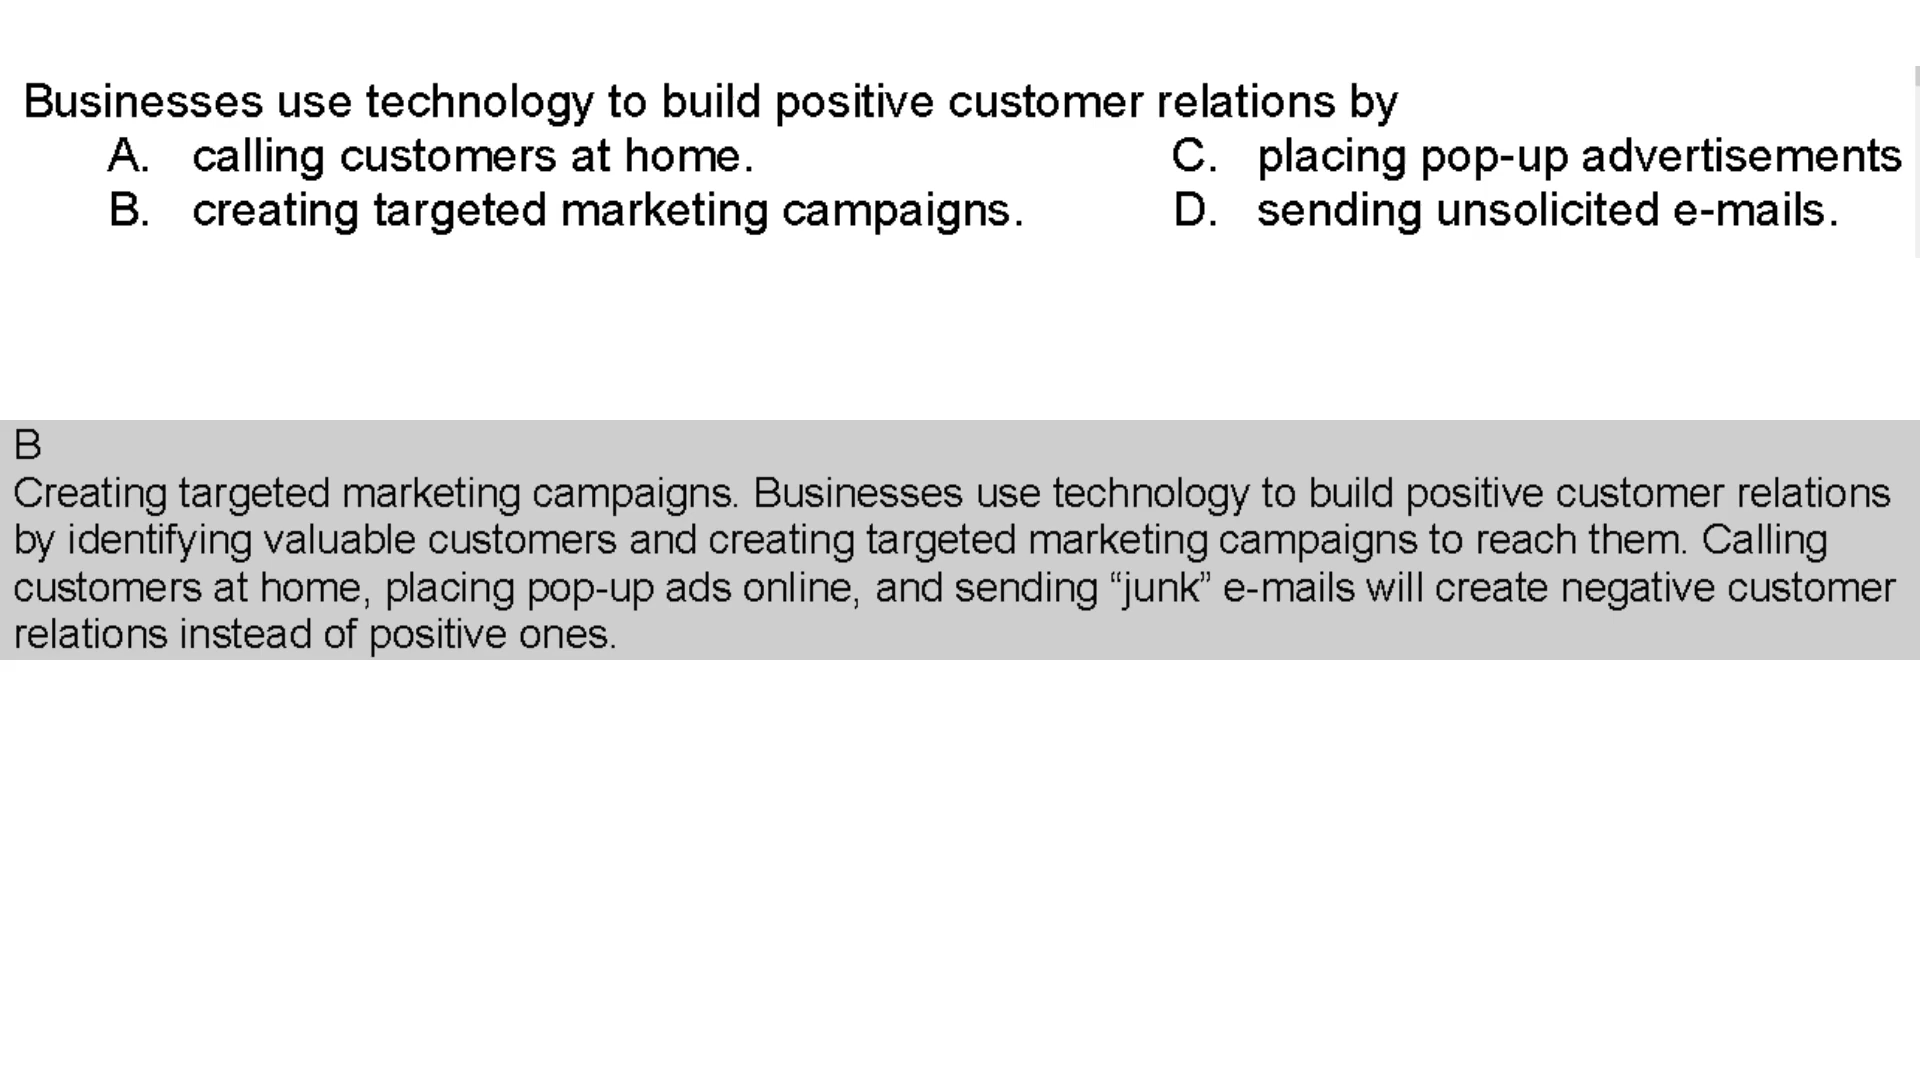 Businesses use technology to build positive customer relations by
A. calling customers at home. C. placing pop-up advertisements
B. creating targeted marketing campaigns. D. sending unsolicited e-mails.
B
Creating targeted marketing campaigns. Businesses use technology to build positive customer relations
by identifying valuable customers and creating targeted marketing campaigns to reach them. Calling
customers at home, placing pop-up ads online, and sending “junk” e-mails will create negative customer
relations instead of positive ones.